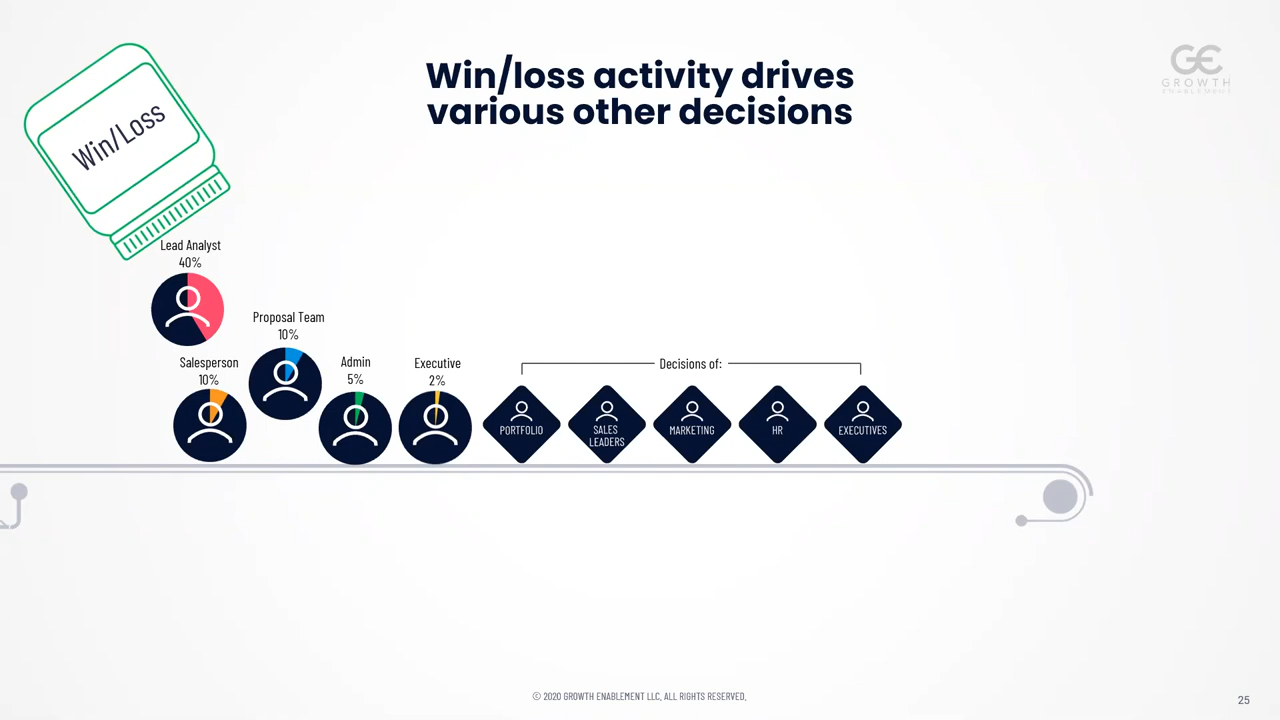 Win/loss activity drives
various other decisions
GE
GROWTH
ENABLEMENT
Win/Loss
Lead Analyst
40%
Proposal Team
10%
Salesperson
10%
Admin
5%
Executive
2%
Decisions of:
PORTFOLIO
SALES
LEADERS
MARKETING
HR
EXECUTIVES
© 2020 GROWTH ENABLEMENT LLC, ALL RIGHTS RESERVED.
25